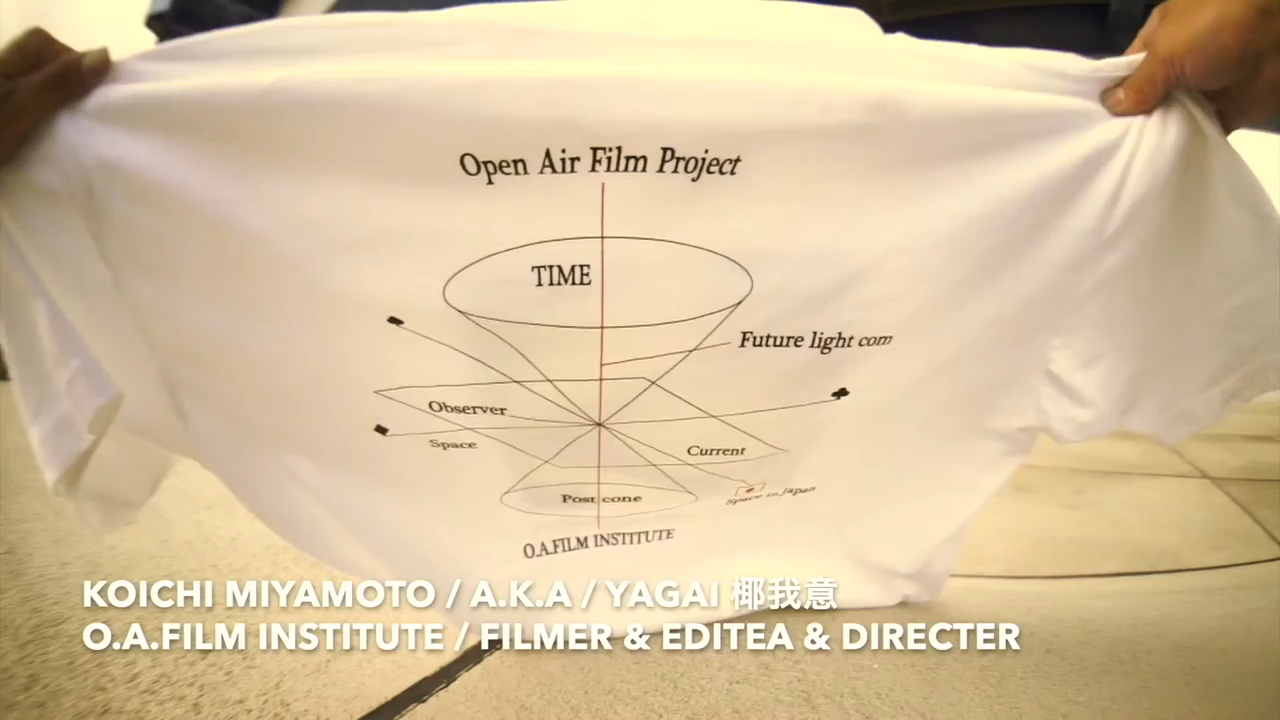 Open Air Film Project
TIME
Future light com
Observer
Space
Current
Post cone
Space in Japan
O.A.FILM INSTITUTE
KOICHI MIYAMOTO / A.K.A / YAGAI 椰我意
O.A.FILM INSTITUTE / FILMER & EDITEA & DIRECTER